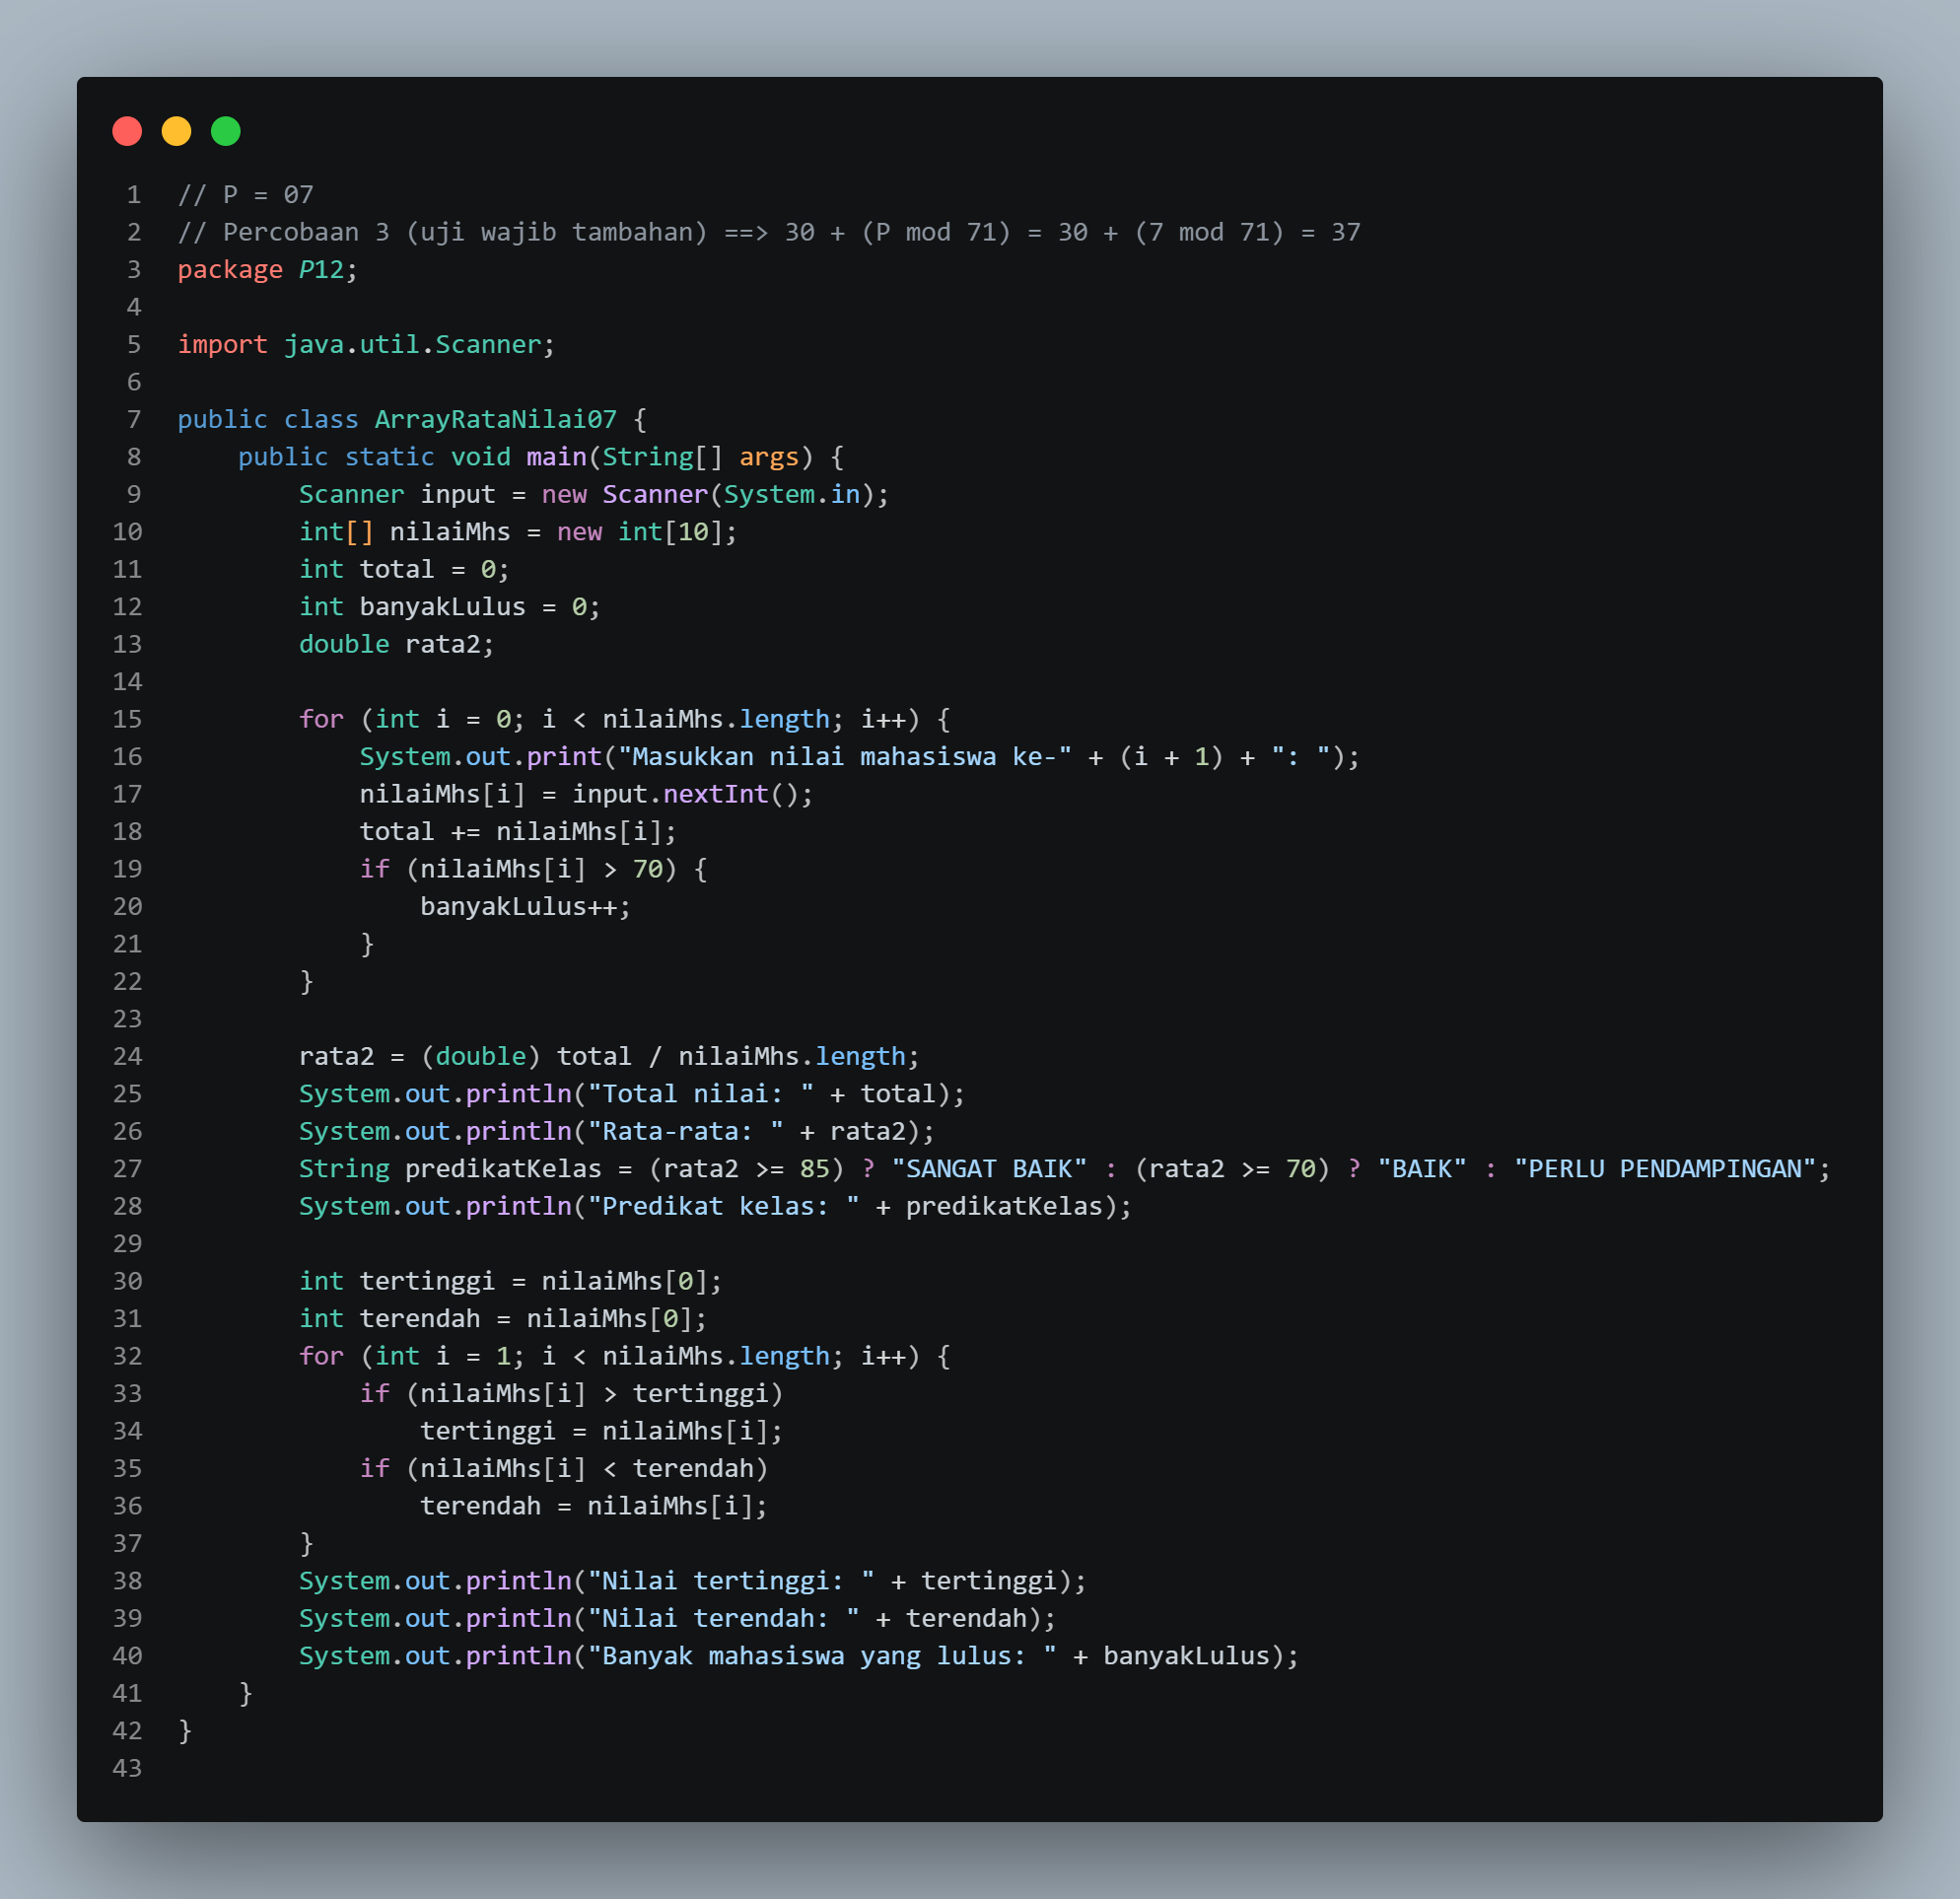 1 // P = 07
2 // Percobaan 3 (uji wajib tambahan) ==> 30 + (P mod 71) = 30 + (7 mod 71) = 37
3 package P12;
4
5 import java.util.Scanner;
6
7 public class ArrayRataNilai07 {
8     public static void main(String[] args) {
9         Scanner input = new Scanner(System.in);
10         int[] nilaiMhs = new int[10];
11         int total = 0;
12         int banyakLulus = 0;
13         double rata2;
14
15         for (int i = 0; i < nilaiMhs.length; i++) {
16             System.out.print("Masukkan nilai mahasiswa ke-" + (i + 1) + ": ");
17             nilaiMhs[i] = input.nextInt();
18             total += nilaiMhs[i];
19             if (nilaiMhs[i] > 70) {
20                 banyakLulus++;
21             }
22         }
23
24         rata2 = (double) total / nilaiMhs.length;
25         System.out.println("Total nilai: " + total);
26         System.out.println("Rata-rata: " + rata2);
27         String predikatKelas = (rata2 >= 85) ? "SANGAT BAIK" : (rata2 >= 70) ? "BAIK" : "PERLU PENDAMPINGAN";
28         System.out.println("Predikat kelas: " + predikatKelas);
29
30         int tertinggi = nilaiMhs[0];
31         int terendah = nilaiMhs[0];
32         for (int i = 1; i < nilaiMhs.length; i++) {
33             if (nilaiMhs[i] > tertinggi)
34                 tertinggi = nilaiMhs[i];
35             if (nilaiMhs[i] < terendah)
36                 terendah = nilaiMhs[i];
37         }
38         System.out.println("Nilai tertinggi: " + tertinggi);
39         System.out.println("Nilai terendah: " + terendah);
40         System.out.println("Banyak mahasiswa yang lulus: " + banyakLulus);
41     }
42 }
43